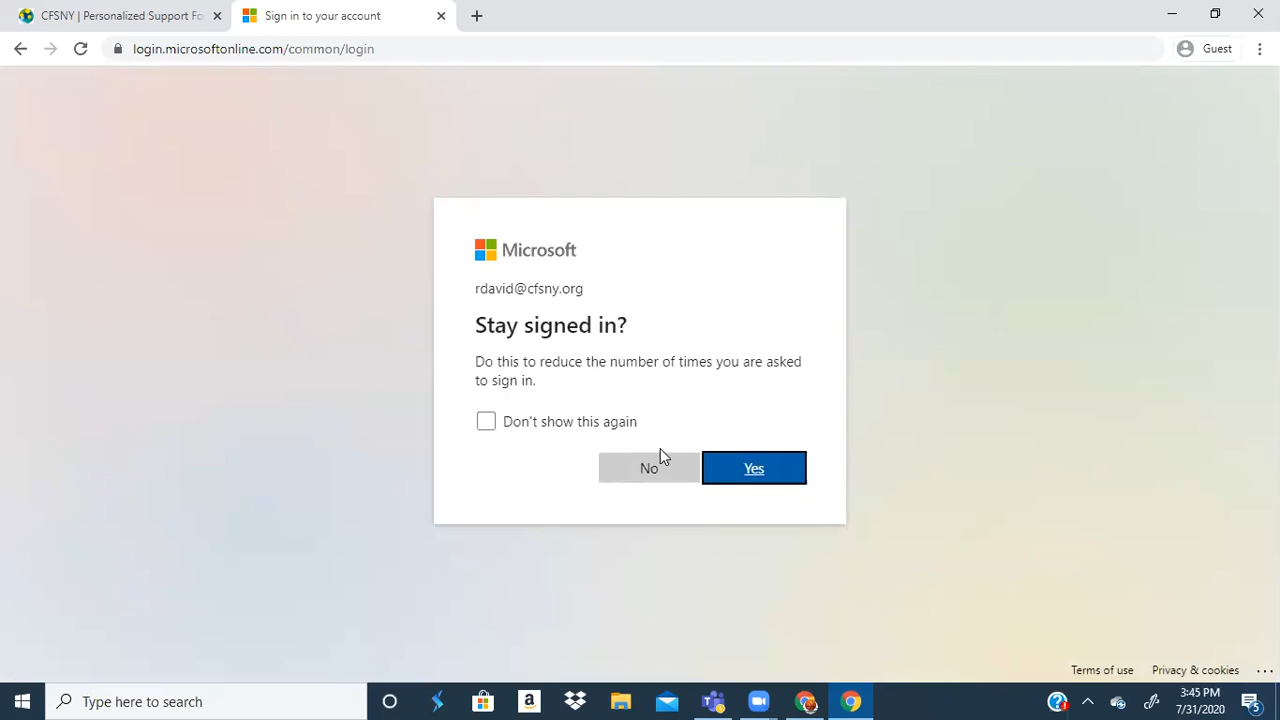 CFSNY | Personalized Support Fo
Sign in to your account
login.microsoftonline.com/common/login
Guest
Microsoft
rdavid@cfsny.org
Stay signed in?
Do this to reduce the number of times you are asked
to sign in.
Don't show this again
No
Yes
Terms of use
Privacy & cookies
Type here to search
3:45 PM
7/31/2020
5